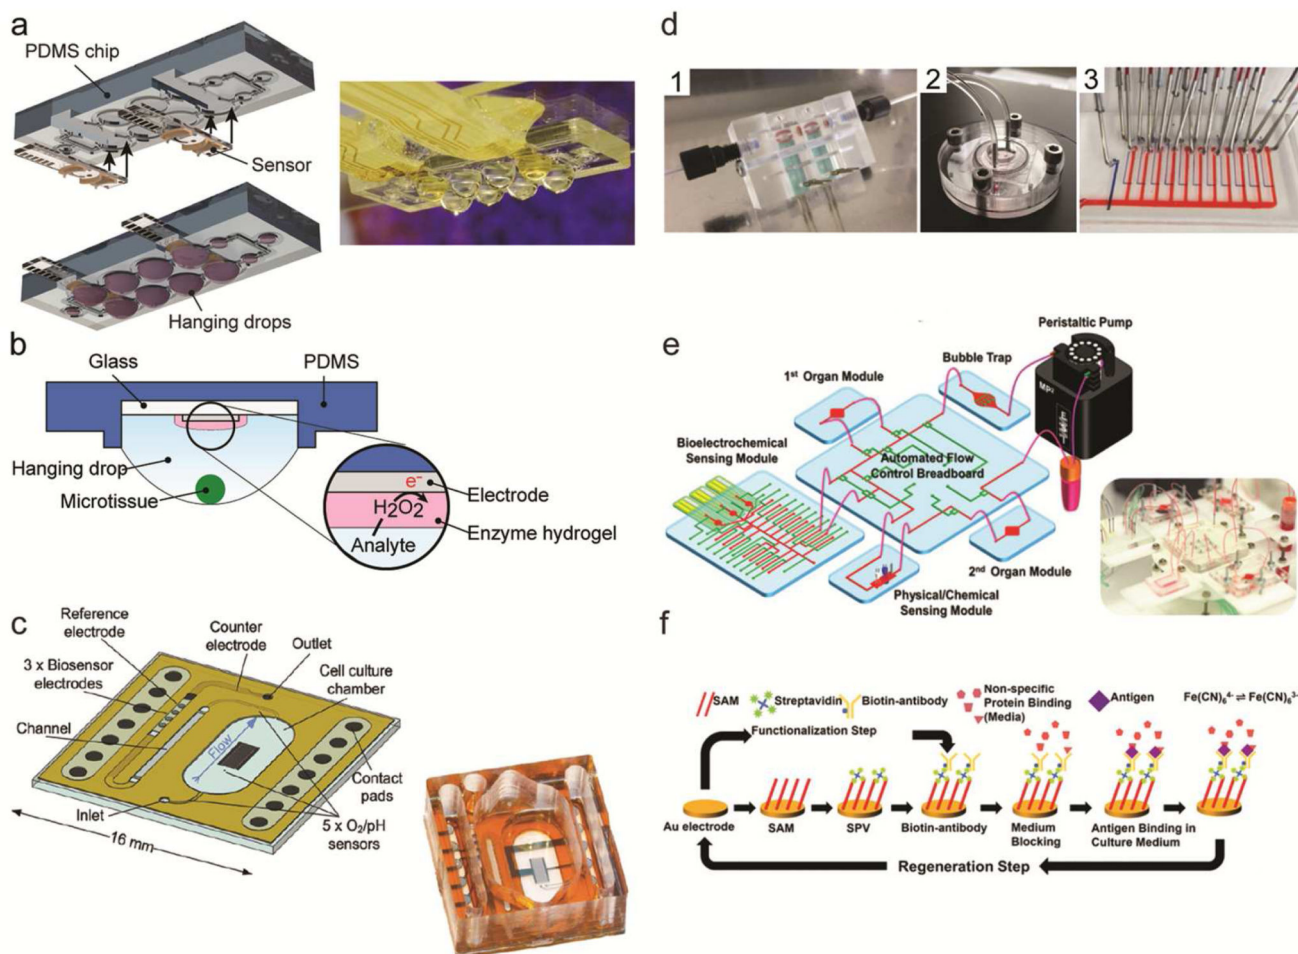 a
PDMS chip
Sensor
Hanging drops
b
Glass
PDMS
Hanging drop
Microtissue
e⁻
Electrode
H₂O₂
Enzyme hydrogel
Analyte
c
Reference
electrode
Counter
electrode
Outlet
3 x Biosensor
electrodes
Cell culture
chamber
Channel
Flow
Contact
pads
Inlet
5 x O₂/pH
sensors
16 mm
d
1
2
3
e
Peristaltic Pump
Bubble Trap
1st Organ Module
Bioelectrochemical
Sensing Module
Automated Flow
Control Breadboard
2nd Organ Module
Physical/Chemical
Sensing Module
f
SAM
Streptavidin
Biotin-antibody
Non-specific
Protein Binding
(Media)
Antigen
Fe(CN)₆⁴⁻ ⇌ Fe(CN)₆³⁻
Functionalization Step
Au electrode
SAM
SPV
Biotin-antibody
Medium
Blocking
Antigen Binding in
Culture Medium
Regeneration Step